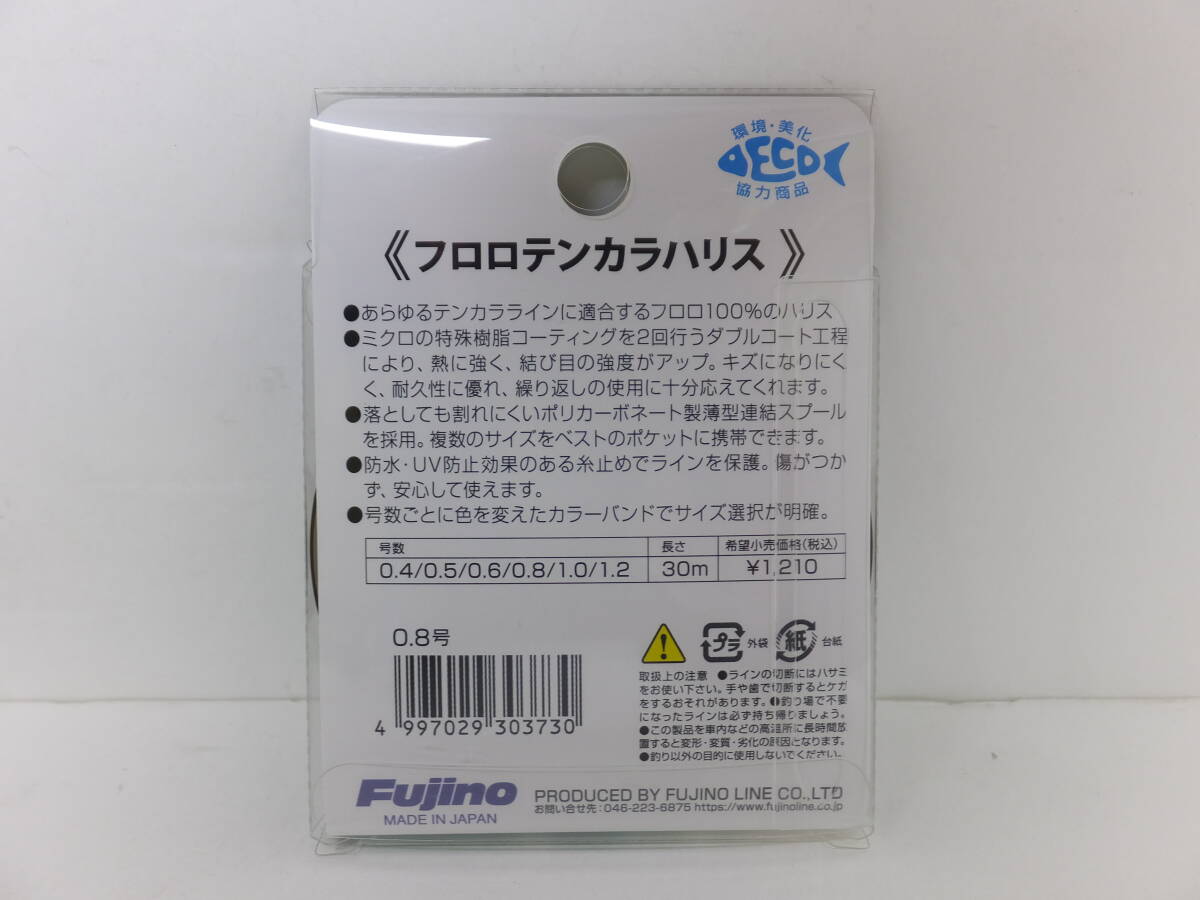 環境・美化
ECO
協力商品
《フロロテンカラハリス》
●あらゆるテンカララインに適合するフロロ100%のハリス
●ミクロの特殊樹脂コーティングを2回行うダブルコート工程
により、熱に強く、結び目の強度がアップ。キズになりにく
く、耐久性に優れ、繰り返しの使用に十分応えてくれます。
●落としても割れにくいポリカーボネート製薄型連結スプール
を採用。複数のサイズをベストのポケットに携帯できます。
●防水・UV防止効果のある糸止めでラインを保護。傷がつか
ず、安心して使えます。
●号数ごとに色を変えたカラーバンドでサイズ選択が明確。
号数 長さ 希望小売価格(税込)
0.4/0.5/0.6/0.8/1.0/1.2 30m ¥1,210
0.8号
プラ 外袋 紙 台紙
取扱上の注意 ●ラインの切断にはハサミ
をお使い下さい。手や歯で切断するとケガ
をするおそれがあります。●釣り場で不要
になったラインは必ず持ち帰りましょう。
●この製品を車内などの高温所に長時間放
置すると変形・変質・劣化の原因となります。
●釣り以外の目的に使用しないでください。
4 997029 303730
Fujino
MADE IN JAPAN
PRODUCED BY FUJINO LINE CO.,LTD
お問い合せ先:046-223-6875 https://www.fujinoline.co.jp